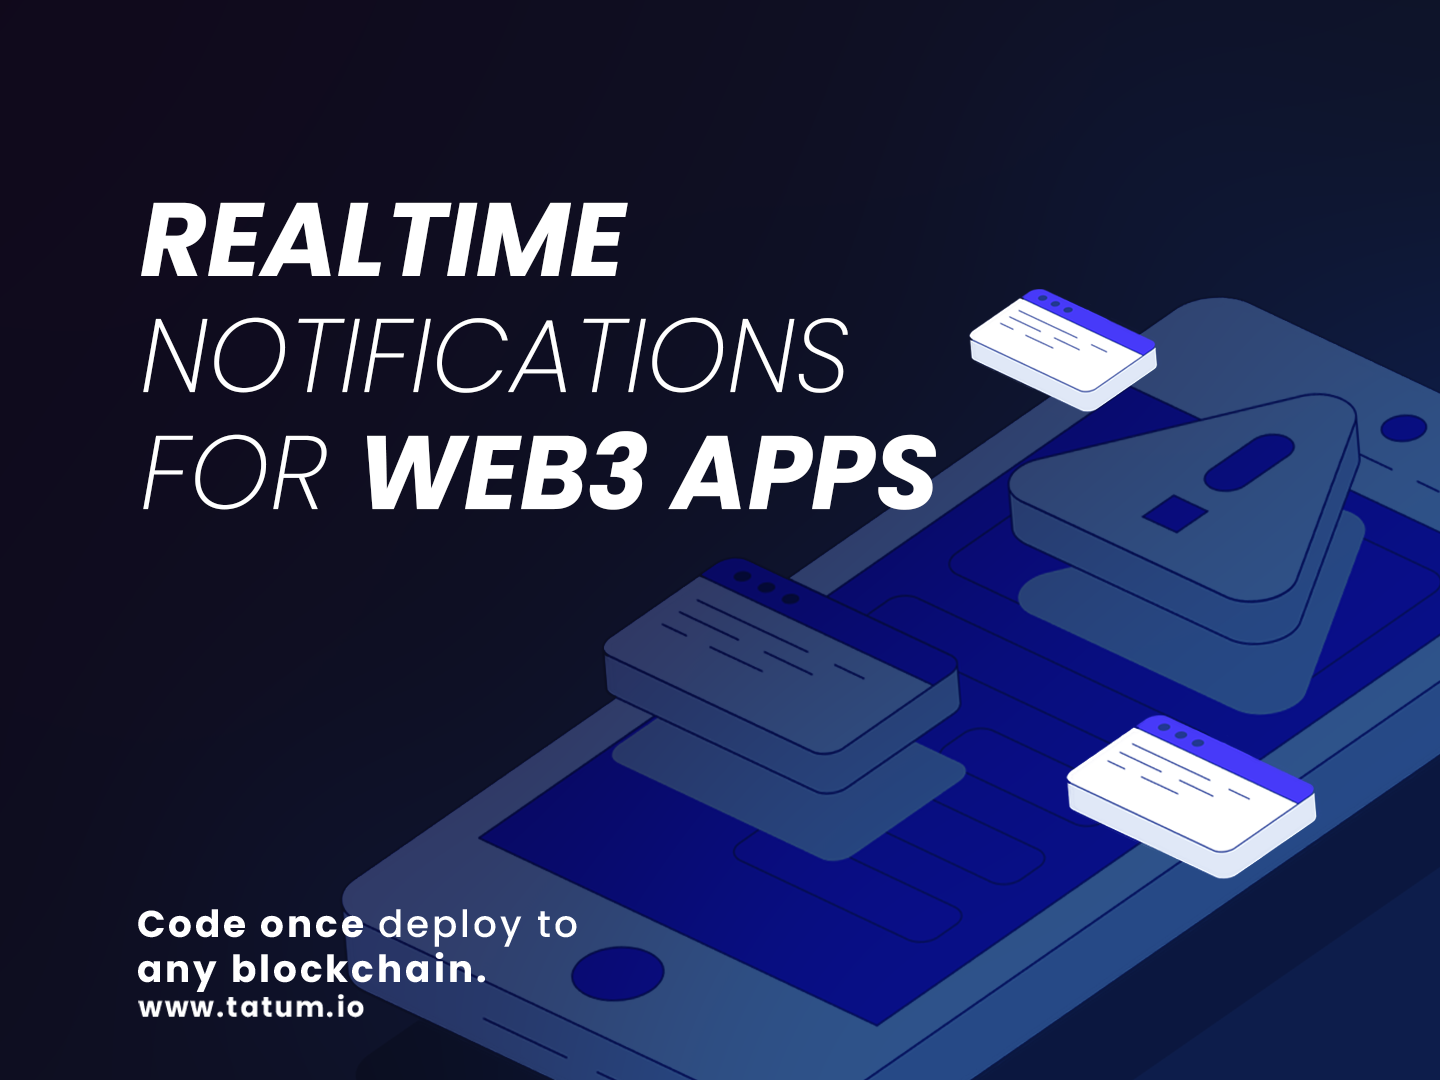 REALTIME
NOTIFICATIONS
FOR WEB3 APPS
Code once deploy to
any blockchain.
www.tatum.io